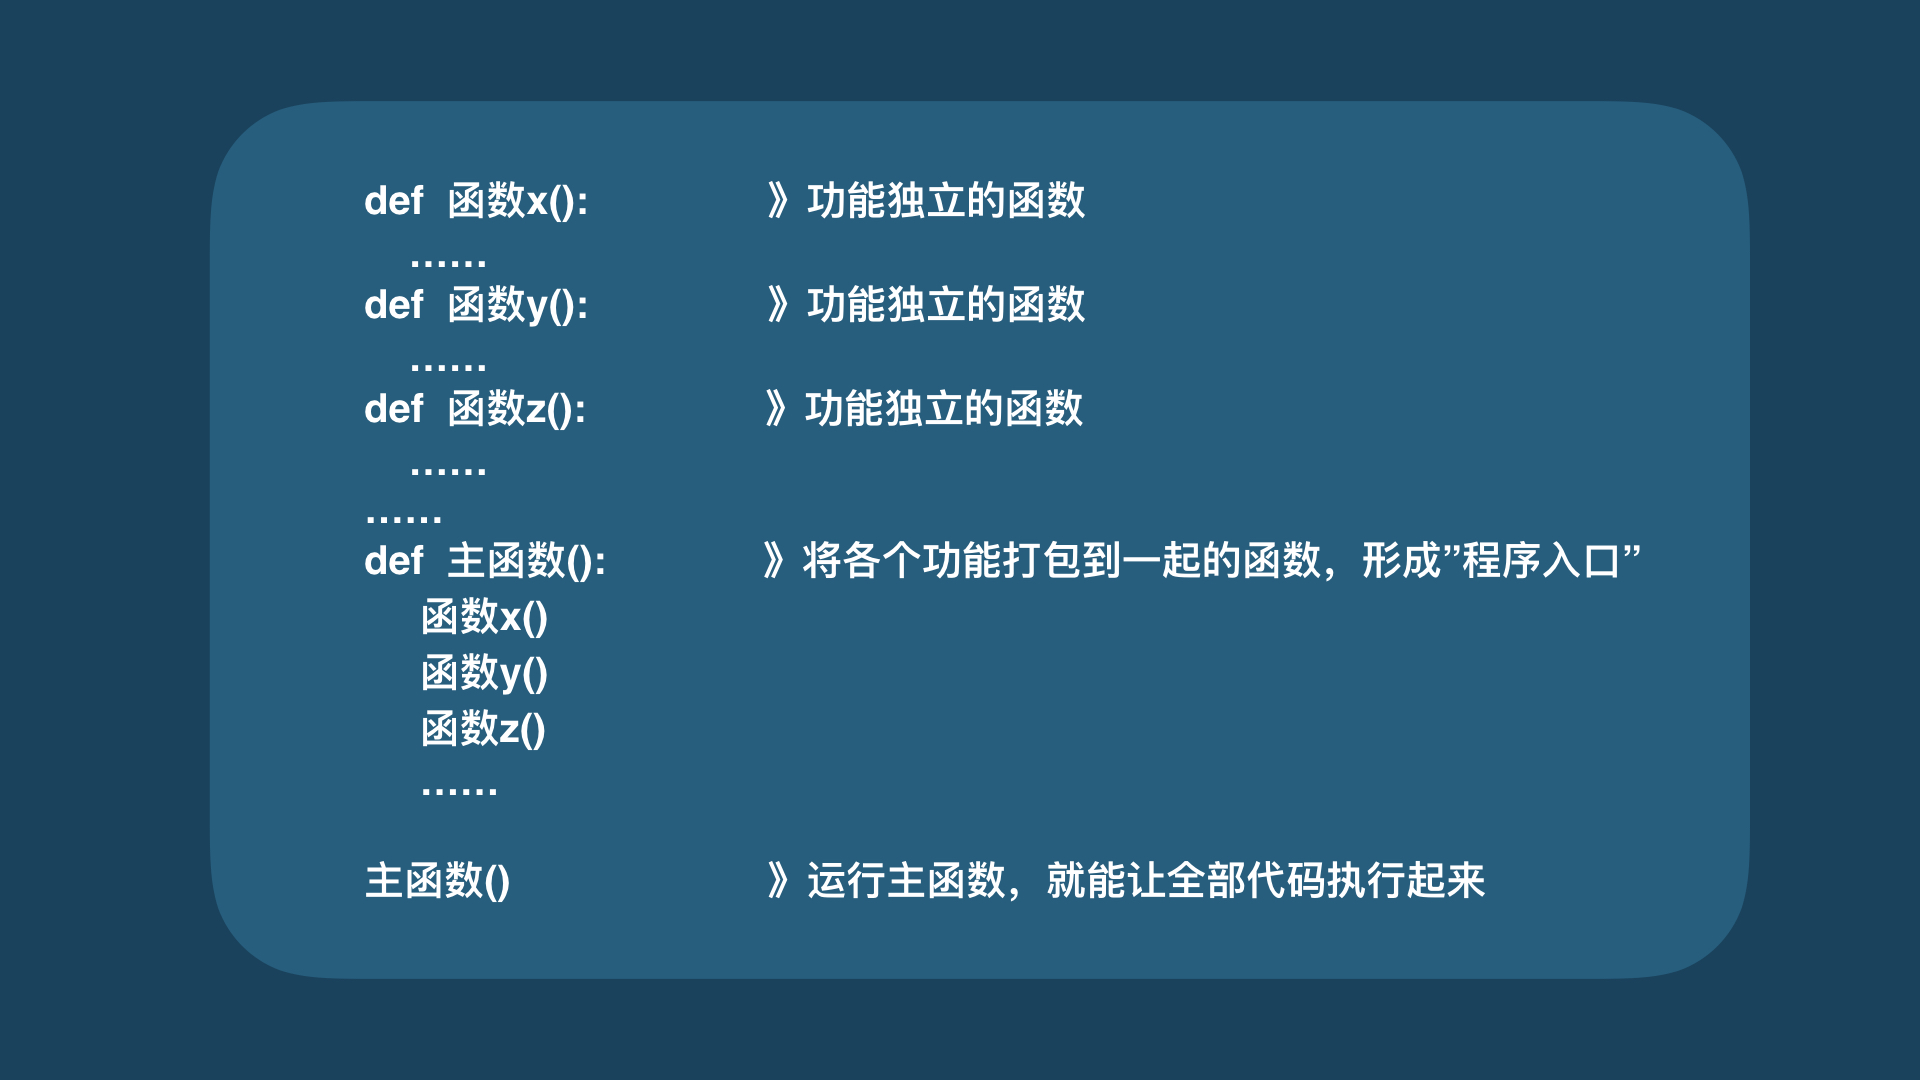 def 函数x(): 》功能独立的函数
......
def 函数y(): 》功能独立的函数
......
def 函数z(): 》功能独立的函数
......
......
def 主函数(): 》将各个功能打包到一起的函数，形成”程序入口”
函数x()
函数y()
函数z()
......
主函数() 》运行主函数，就能让全部代码执行起来